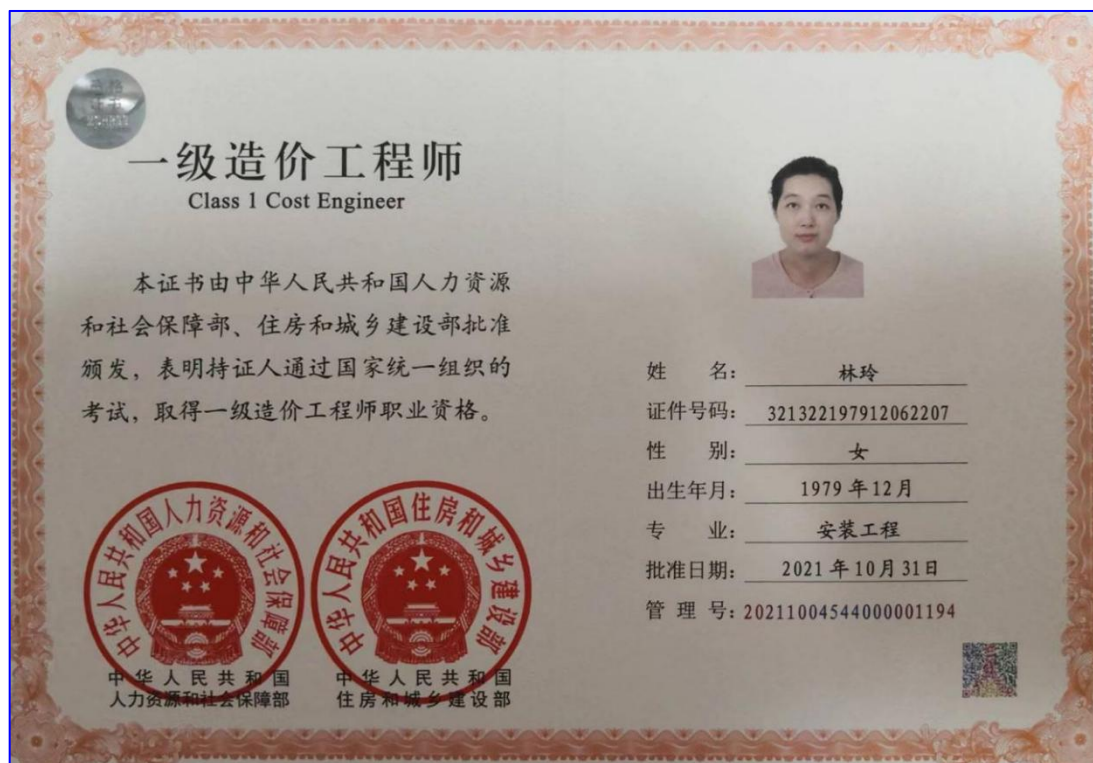 一级造价工程师
Class 1 Cost Engineer
本证书由中华人民共和国人力资源
和社会保障部、住房和城乡建设部批准
颁发，表明持证人通过国家统一组织的
考试，取得一级造价工程师职业资格。
中华人民共和国人力资源和社会保障部
中华人民共和国
人力资源和社会保障部
中华人民共和国住房和城乡建设部
中华人民共和国
住房和城乡建设部
姓 名：林玲
证件号码：321322197912062207
性 别：女
出生年月：1979年12月
专 业：安装工程
批准日期：2021年10月31日
管 理 号：20211004544000001194